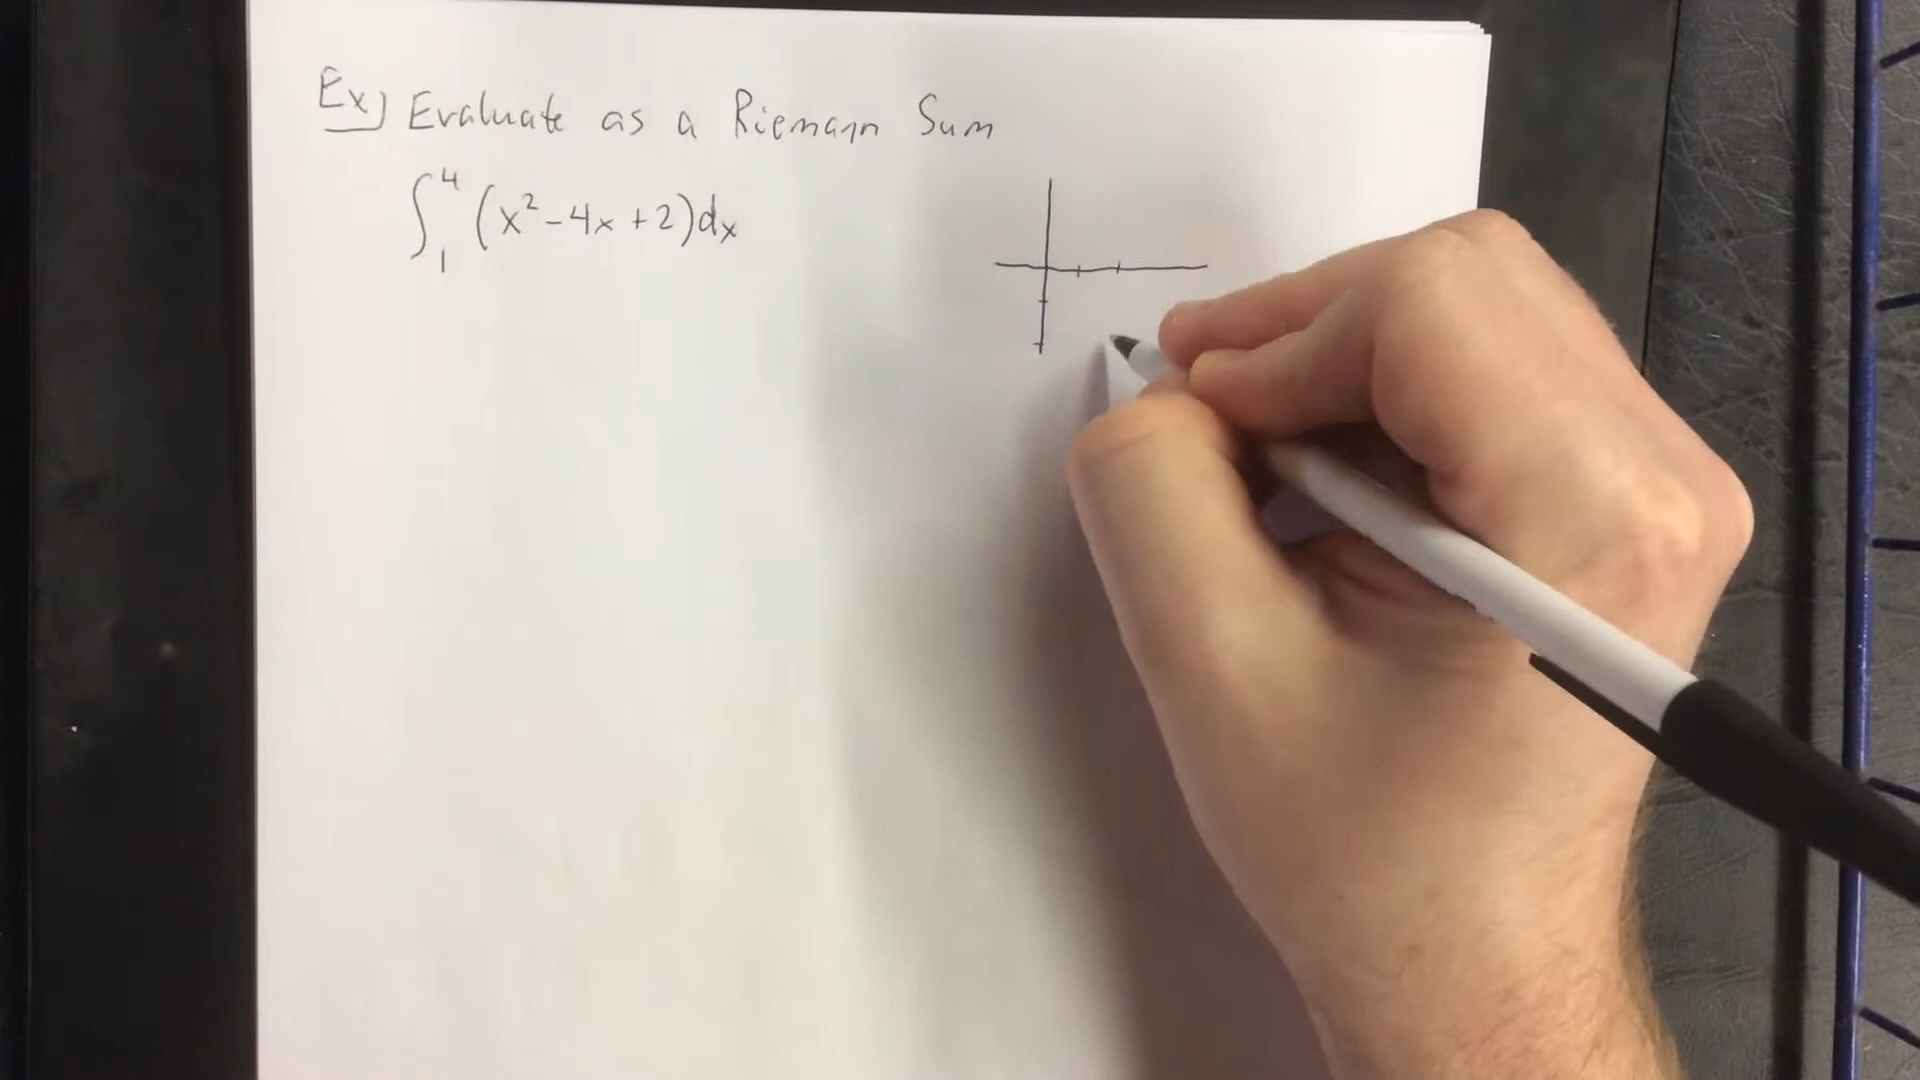 Ex) Evaluate as a Riemann Sum
∫₁⁴ (x²-4x+2)dx